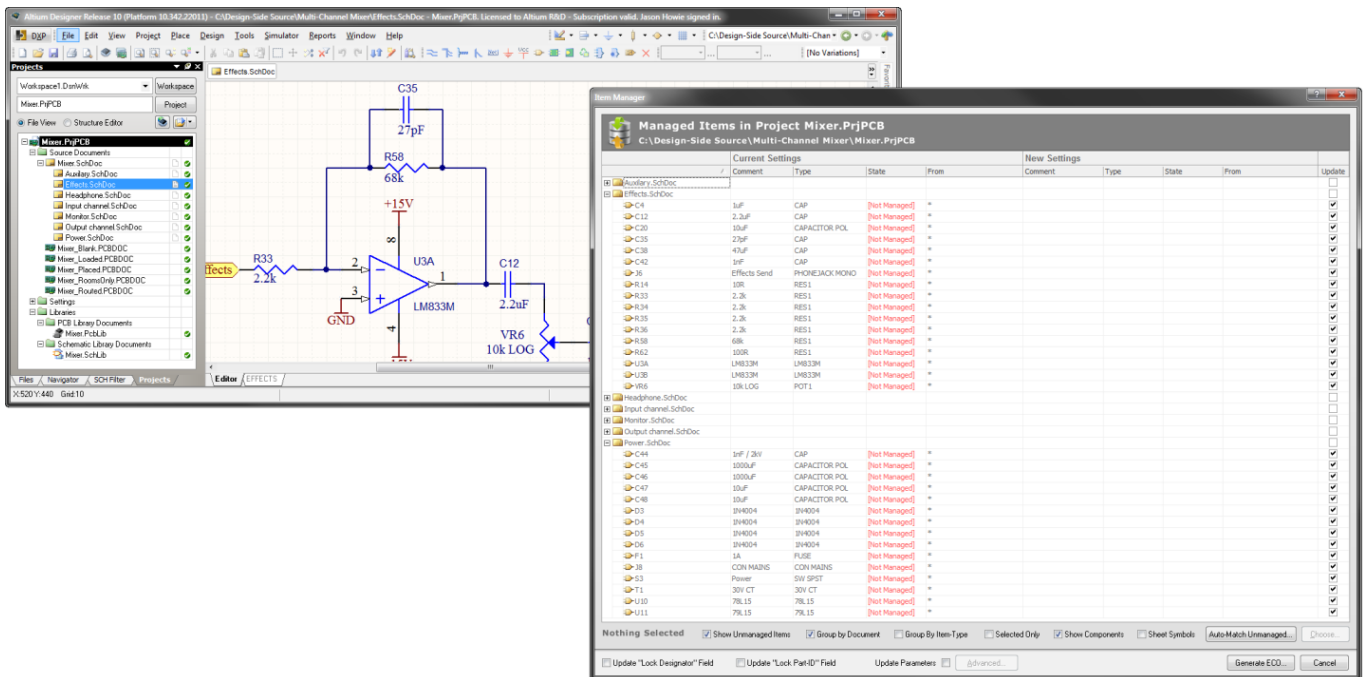 Altium Designer Release 10 (Platform 10.342.22011) - C:\Design-Side Source\Multi-Channel Mixer\Effects.SchDoc - Mixer.PrjPCB. Licensed to Altium R&D - Subscription valid. Jason Howie signed in.
DXP File Edit View Project Place Design Tools Simulator Reports Window Help C:\Design-Side Source\Multi-Chan
[No Variations]
Projects
Effects.SchDoc
Workspace1.DsnWrk Workspace
Mixer.PrjPCB Project
File View Structure Editor
Mixer.PrjPCB
Source Documents
Mixer.SchDoc
Auxilary.SchDoc
Effects.SchDoc
Headphone.SchDoc
Input channel.SchDoc
Monitor.SchDoc
Output channel.SchDoc
Power.SchDoc
Mixer_Blank.PCBDOC
Mixer_Loaded.PCBDOC
Mixer_Placed.PCBDOC
Mixer_RoomsOnly.PCBDOC
Mixer_Routed.PCBDOC
Settings
Libraries
PCB Library Documents
Mixer.PcbLib
Schematic Library Documents
Mixer.SchLib
Files Navigator SCH Filter Projects
X:520 Y:440 Grid:10
C35
27pF
R58
68k
+15V
8
R33
2.2k
2
U3A
1
C12
2.2uF
3
LM833M
GND
4
VR6
10k LOG
Editor EFFECTS
Item Manager
Managed Items in Project Mixer.PrjPCB
C:\Design-Side Source\Multi-Channel Mixer\Mixer.PrjPCB
Current Settings New Settings
Comment Type State From Comment Type State From Update
Auxilary.SchDoc
Effects.SchDoc
C4 1uF CAP [Not Managed] *
C12 2.2uF CAP [Not Managed] *
C20 10uF CAPACITOR POL [Not Managed] *
C35 27pF CAP [Not Managed] *
C38 47uF CAP [Not Managed] *
C42 1nF CAP [Not Managed] *
J6 Effects Send PHONEJACK MONO [Not Managed] *
R14 10R RES1 [Not Managed] *
R33 2.2k RES1 [Not Managed] *
R34 2.2k RES1 [Not Managed] *
R35 2.2k RES1 [Not Managed] *
R36 2.2k RES1 [Not Managed] *
R58 68k RES1 [Not Managed] *
R62 100R RES1 [Not Managed] *
U3A LM833M LM833M [Not Managed] *
U3B LM833M LM833M [Not Managed] *
VR6 10k LOG POT1 [Not Managed] *
Headphone.SchDoc
Input channel.SchDoc
Monitor.SchDoc
Output channel.SchDoc
Power.SchDoc
C44 1nF / 2kV CAP [Not Managed] *
C45 1000uF CAPACITOR POL [Not Managed] *
C46 1000uF CAPACITOR POL [Not Managed] *
C47 10uF CAPACITOR POL [Not Managed] *
C48 10uF CAPACITOR POL [Not Managed] *
D3 1N4004 1N4004 [Not Managed] *
D4 1N4004 1N4004 [Not Managed] *
D5 1N4004 1N4004 [Not Managed] *
D6 1N4004 1N4004 [Not Managed] *
F1 1A FUSE [Not Managed] *
J8 CON MAINS CON MAINS [Not Managed] *
S3 Power SW SPST [Not Managed] *
T1 30V CT 30V CT [Not Managed] *
U10 78L15 78L15 [Not Managed] *
U11 79L15 79L15 [Not Managed] *
Nothing Selected Show Unmanaged Items Group by Document Group By Item-Type Selected Only Show Components Sheet Symbols Auto-Match Unmanaged... Choose...
Update "Lock Designator" Field Update "Lock Part-ID" Field Update Parameters Advanced... Generate ECO... Cancel